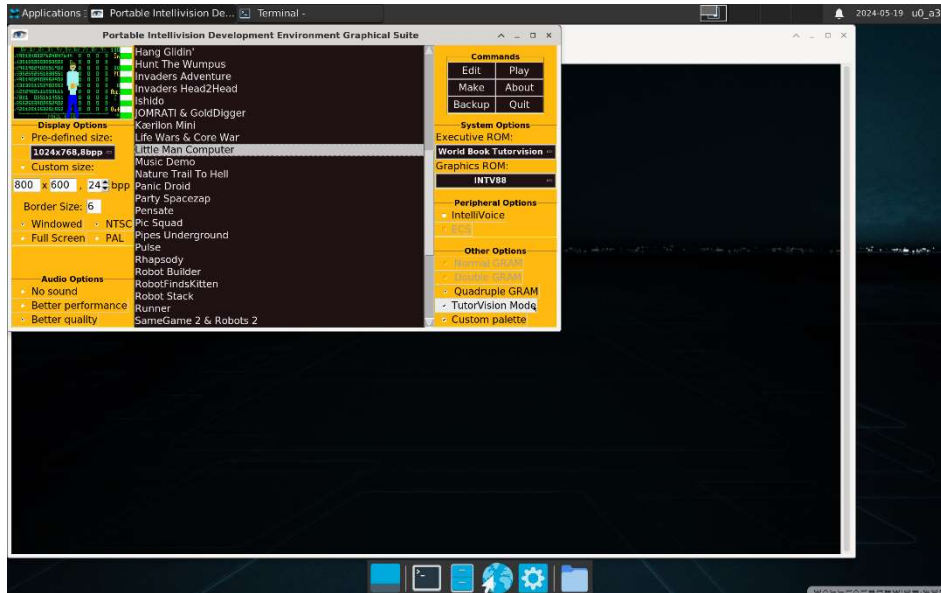 Applications
Portable Intellivision De...
Terminal -
2024-05-19
u0_a3
Portable Intellivision Development Environment Graphical Suite
Display Options
Pre-defined size:
1024x768,8bpp
Custom size:
800 x 600 , 24 bpp
Border Size: 6
Windowed NTSC
Full Screen PAL
Audio Options
No sound
Better performance
Better quality
Hang Glidin'
Hunt The Wumpus
Invaders Adventure
Invaders Head2Head
Ishido
JOMRATI & GoldDigger
Kærilon Mini
Life Wars & Core War
Little Man Computer
Music Demo
Nature Trail To Hell
Panic Droid
Party Spacezap
Pensate
Pic Squad
Pipes Underground
Pulse
Rhapsody
Robot Builder
RobotFindsKitten
Robot Stack
Runner
SameGame 2 & Robots 2
Commands
Edit Play
Make About
Backup Quit
System Options
Executive ROM:
World Book Tutorvision
Graphics ROM:
INTV88
Peripheral Options
IntelliVoice
ECS
Other Options
Normal GRAM
Double GRAM
Quadruple GRAM
TutorVision Mode
Custom palette